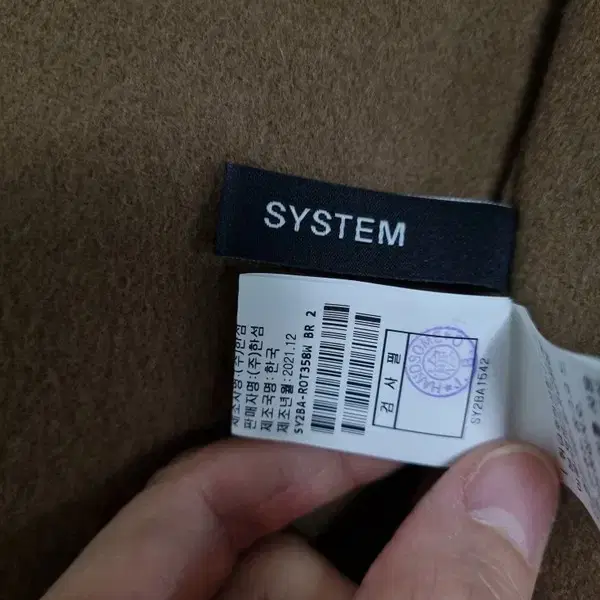 SYSTEM
제조자명:(주)한섬
판매자명:(주)한섬
제조국명:한국
제조년월:2021.12
SY2BA-ROT358W BR 2
검 사 필
HANDSOME
SY2BA1542